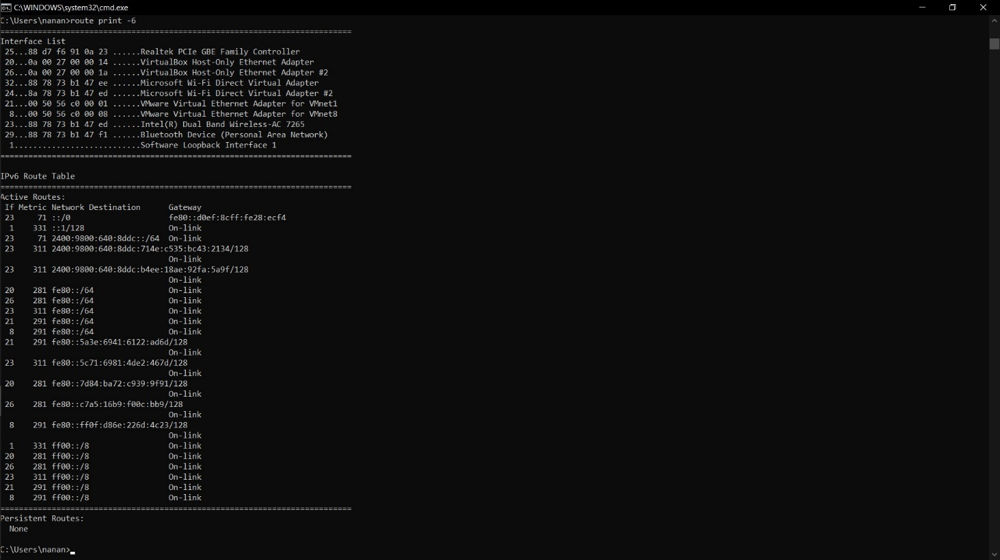 C:\WINDOWS\system32\cmd.exe
C:\Users\nanan>route print -6
===========================================================================
Interface List
 25...88 d7 f6 91 0a 23 ......Realtek PCIe GBE Family Controller
 20...0a 00 27 00 00 14 ......VirtualBox Host-Only Ethernet Adapter
 26...0a 00 27 00 00 1a ......VirtualBox Host-Only Ethernet Adapter #2
 32...88 78 73 b1 47 ee ......Microsoft Wi-Fi Direct Virtual Adapter
 24...8a 78 73 b1 47 ed ......Microsoft Wi-Fi Direct Virtual Adapter #2
 21...00 50 56 c0 00 01 ......VMware Virtual Ethernet Adapter for VMnet1
  8...00 50 56 c0 00 08 ......VMware Virtual Ethernet Adapter for VMnet8
 23...88 78 73 b1 47 ed ......Intel(R) Dual Band Wireless-AC 7265
 29...88 78 73 b1 47 f1 ......Bluetooth Device (Personal Area Network)
  1...........................Software Loopback Interface 1
===========================================================================
IPv6 Route Table
===========================================================================
Active Routes:
 If Metric Network Destination      Gateway
 23     71 ::/0                     fe80::d0ef:8cff:fe28:ecf4
  1    331 ::1/128                  On-link
 23     71 2400:9800:640:8ddc::/64  On-link
 23    311 2400:9800:640:8ddc:714e:c535:bc43:2134/128
                                    On-link
 23    311 2400:9800:640:8ddc:b4ee:18ae:92fa:5a9f/128
                                    On-link
 20    281 fe80::/64                On-link
 26    281 fe80::/64                On-link
 23    311 fe80::/64                On-link
 21    291 fe80::/64                On-link
  8    291 fe80::/64                On-link
 21    291 fe80::5a3e:6941:6122:ad6d/128
                                    On-link
 23    311 fe80::5c71:6981:4de2:467d/128
                                    On-link
 20    281 fe80::7d84:ba72:c939:9f91/128
                                    On-link
 26    281 fe80::c7a5:16b9:f00c:bb9/128
                                    On-link
  8    291 fe80::ff0f:d86e:226d:4c23/128
                                    On-link
  1    331 ff00::/8                 On-link
 20    281 ff00::/8                 On-link
 26    281 ff00::/8                 On-link
 23    311 ff00::/8                 On-link
 21    291 ff00::/8                 On-link
  8    291 ff00::/8                 On-link
===========================================================================
Persistent Routes:
  None
C:\Users\nanan>